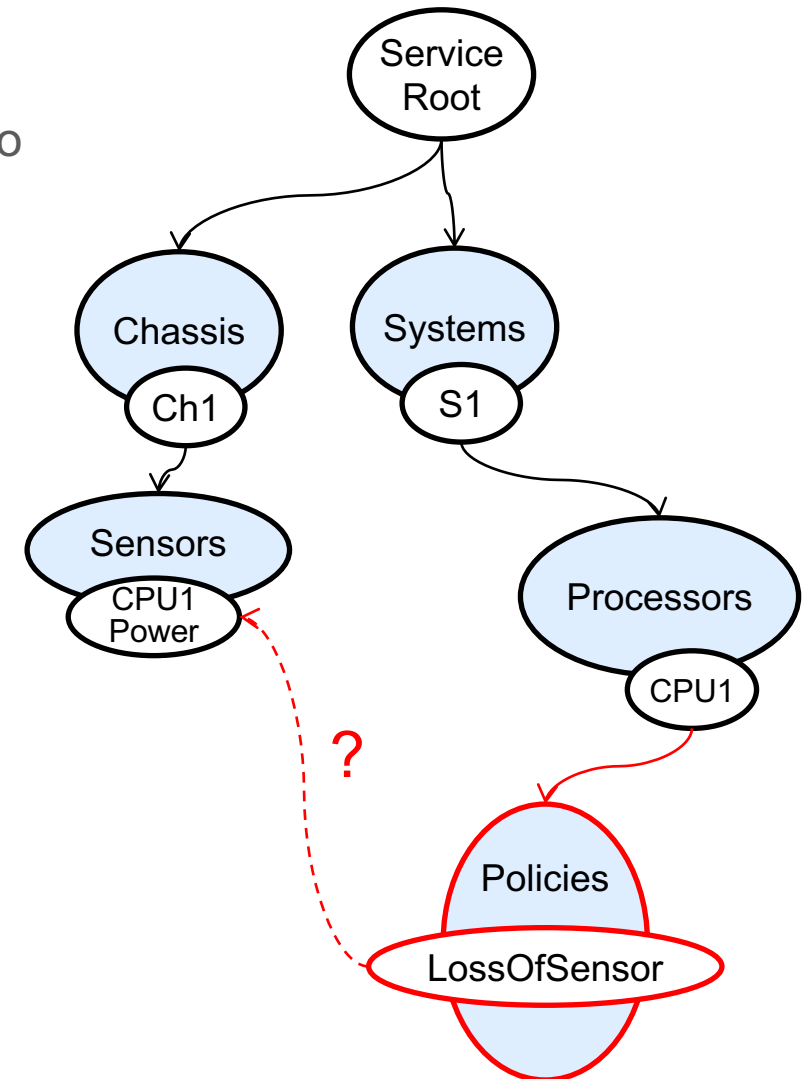 Service
Root
o
Chassis
Systems
Ch1
S1
Sensors
CPU1
Power
Processors
CPU1
?
Policies
LossOfSensor